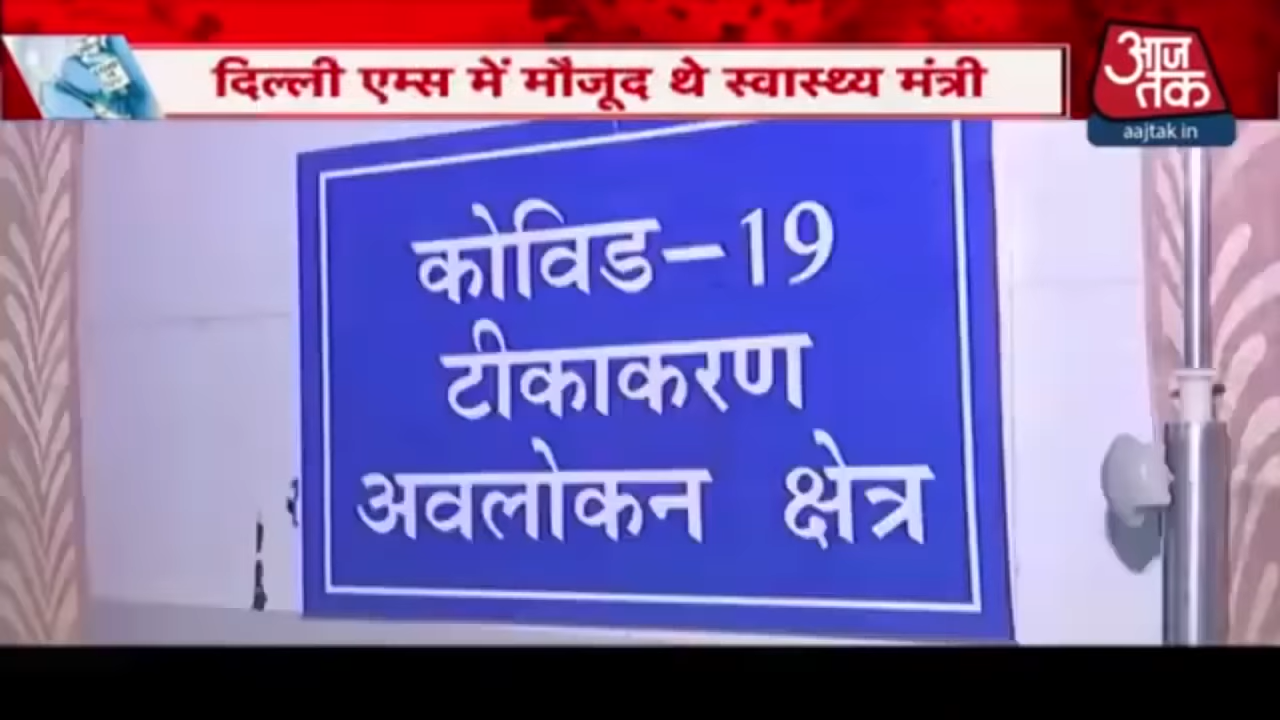 दिल्ली एम्स में मौजूद थे स्वास्थ्य मंत्री
आज
तक
aajtak.in
कोविड-19
टीकाकरण
अवलोकन क्षेत्र